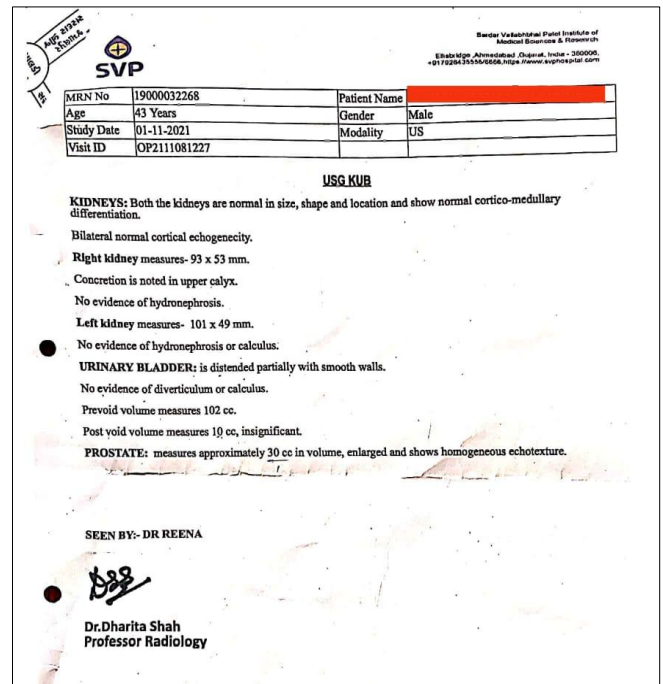 SVP
Sardar Vallabhbhai Patel Institute of
Medical Sciences & Research
Ellisbridge ,Ahmedabad ,Gujarat, India - 380006,
MRN No 19000032268 Patient Name
Age 43 Years Gender Male
Study Date 01-11-2021 Modality US
Visit ID OP2111081227
USG KUB
KIDNEYS: Both the kidneys are normal in size, shape and location and show normal cortico-medullary
differentiation.
Bilateral normal cortical echogenecity.
Right kidney measures- 93 x 53 mm.
Concretion is noted in upper calyx.
No evidence of hydronephrosis.
Left kidney measures- 101 x 49 mm.
No evidence of hydronephrosis or calculus.
URINARY BLADDER: is distended partially with smooth walls.
No evidence of diverticulum or calculus.
Prevoid volume measures 102 cc.
Post void volume measures 10 cc, insignificant.
PROSTATE: measures approximately 30 cc in volume, enlarged and shows homogeneous echotexture.
SEEN BY:- DR REENA
Dr.Dharita Shah
Professor Radiology